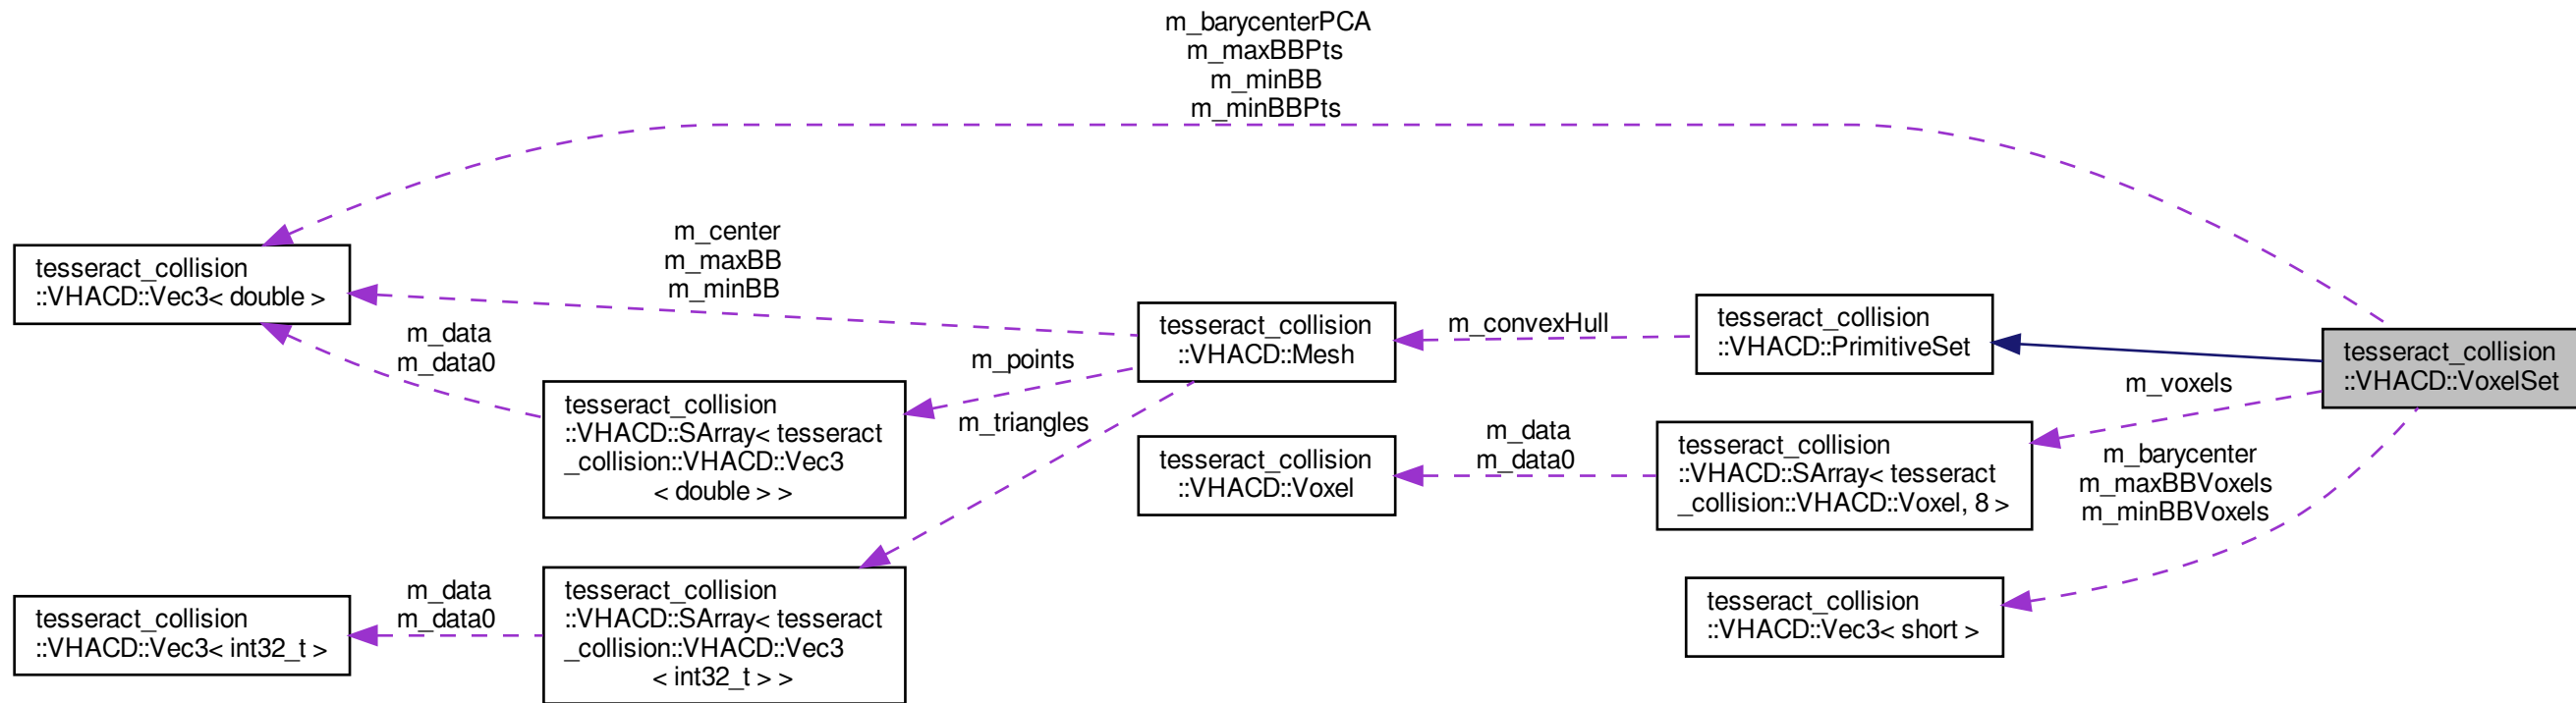 m_barycenterPCA
m_maxBBPts
m_minBB
m_minBBPts
m_center
m_maxBB
m_minBB
tesseract_collision
::VHACD::Vec3< double >
m_data
m_data0
tesseract_collision
::VHACD::Mesh
m_convexHull
tesseract_collision
::VHACD::PrimitiveSet
tesseract_collision
::VHACD::VoxelSet
m_points
m_triangles
m_voxels
tesseract_collision
::VHACD::SArray< tesseract
_collision::VHACD::Vec3
< double > >
tesseract_collision
::VHACD::Voxel
m_data
m_data0
tesseract_collision
::VHACD::SArray< tesseract
_collision::VHACD::Voxel, 8 >
m_barycenter
m_maxBBVoxels
m_minBBVoxels
tesseract_collision
::VHACD::Vec3< int32_t >
m_data
m_data0
tesseract_collision
::VHACD::SArray< tesseract
_collision::VHACD::Vec3
< int32_t > >
tesseract_collision
::VHACD::Vec3< short >